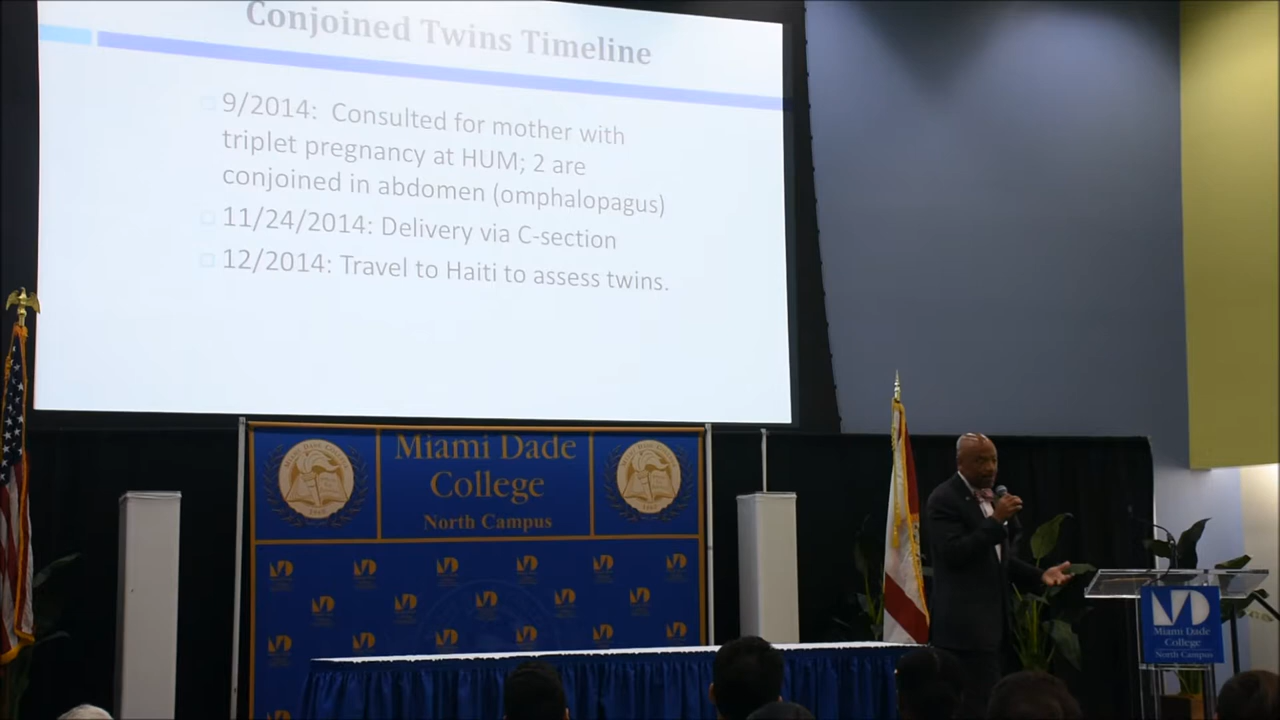 Conjoined Twins Timeline
9/2014: Consulted for mother with
triplet pregnancy at HUM; 2 are
conjoined in abdomen (omphalopagus)
11/24/2014: Delivery via C-section
12/2014: Travel to Haiti to assess twins.
Miami Dade
College
North Campus
Miami Dade
College
North Campus